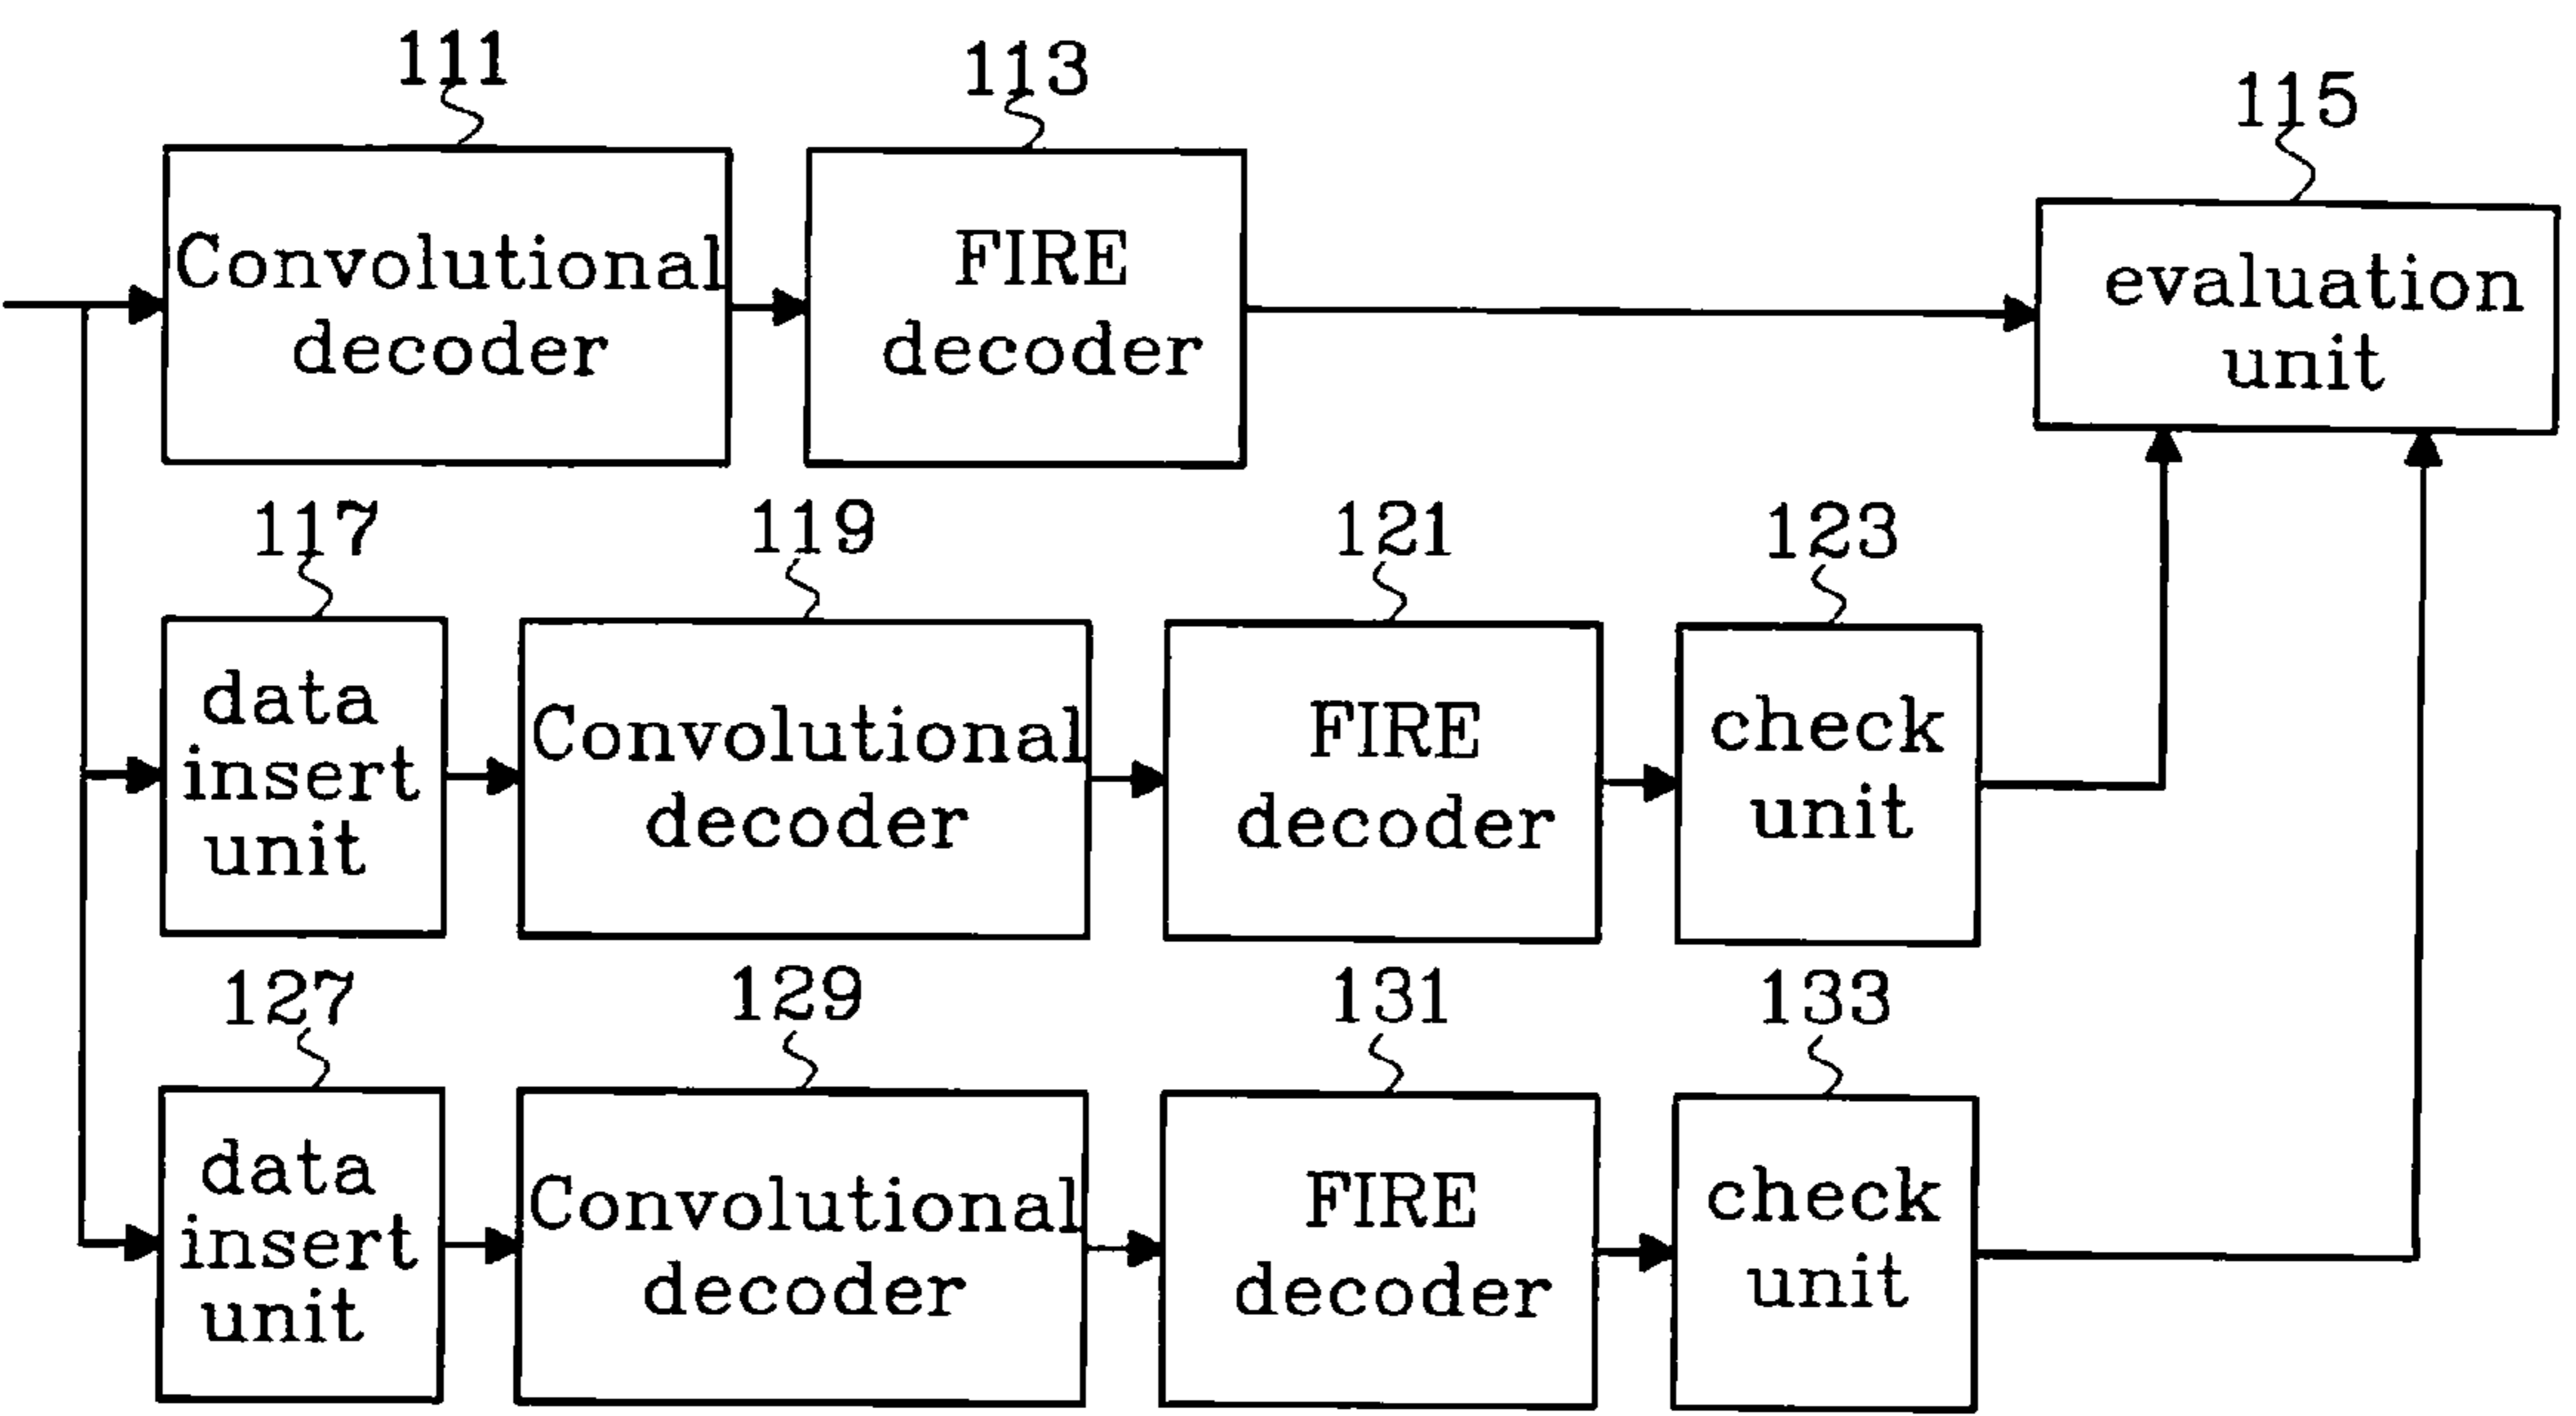 111
113
115
Convolutional
decoder
FIRE
decoder
evaluation
unit
117
119
121
123
data
insert
unit
Convolutional
decoder
FIRE
decoder
check
unit
127
129
131
133
data
insert
unit
Convolutional
decoder
FIRE
decoder
check
unit